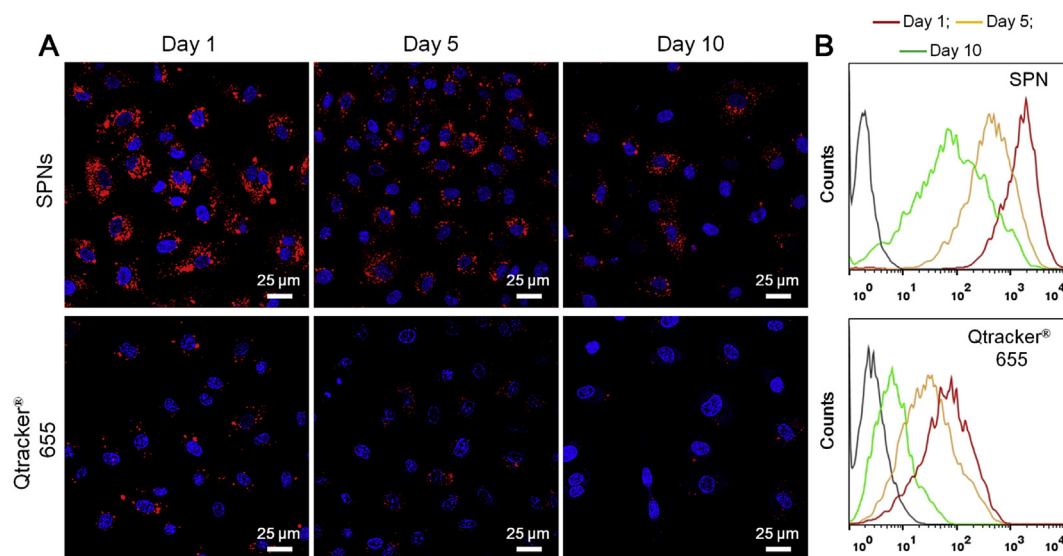 A
Day 1
Day 5
Day 10
B
Day 1; Day 5;
Day 10
SPNs
25 µm
25 µm
25 µm
SPN
Counts
10⁰ 10¹ 10² 10³ 10⁴
Qtracker®
655
25 µm
25 µm
25 µm
Qtracker®
655
Counts
10⁰ 10¹ 10² 10³ 10⁴